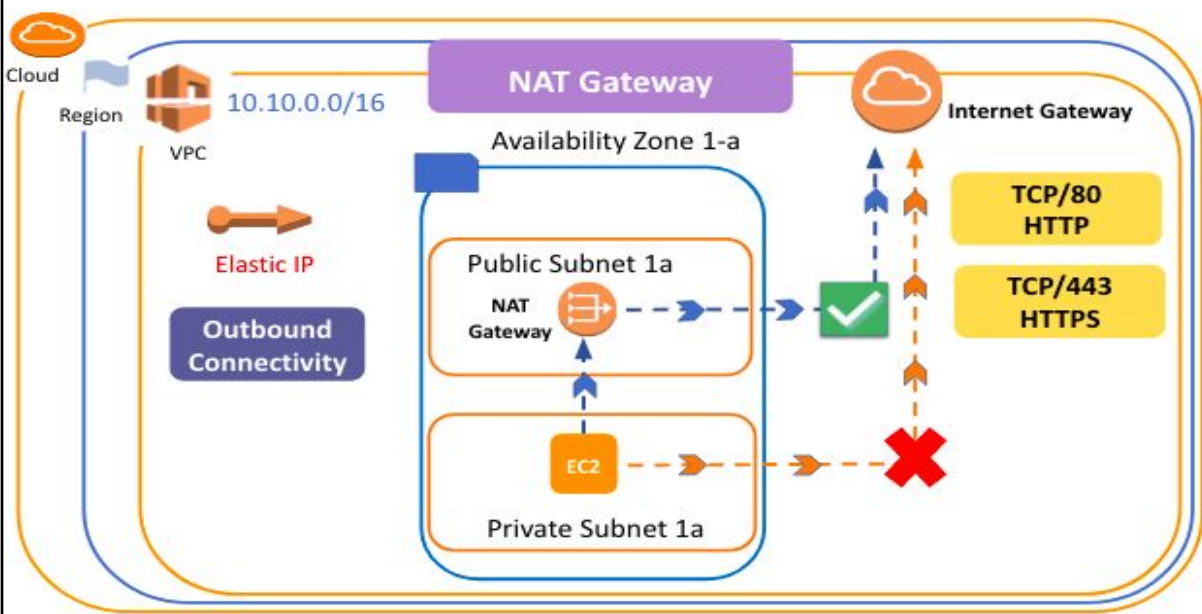 Cloud
Region
VPC
10.10.0.0/16
NAT Gateway
Internet Gateway
Availability Zone 1-a
Elastic IP
Outbound
Connectivity
Public Subnet 1a
NAT
Gateway
EC2
Private Subnet 1a
TCP/80
HTTP
TCP/443
HTTPS